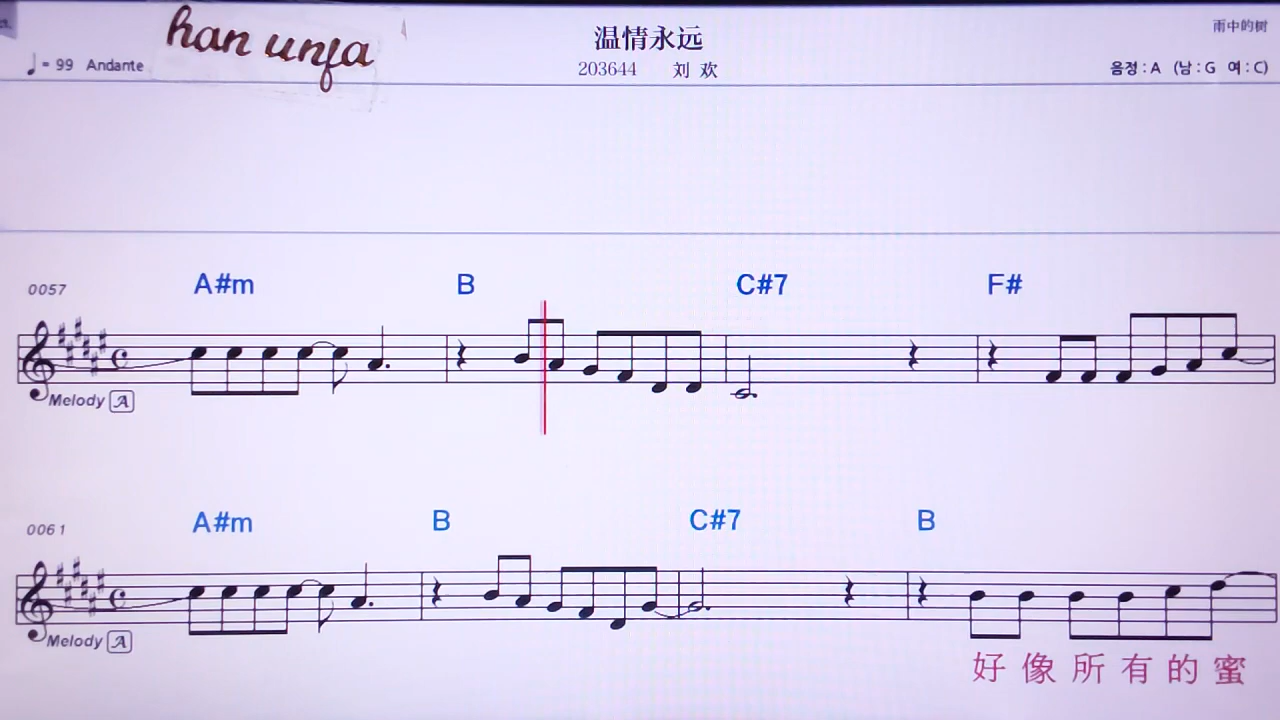 han unfa
温情永远
雨中的树
♩= 99 Andante
203644 刘 欢
음정 : A (남 : G 여 : C)
A#m B C#7 F#
0057
Melody A
A#m B C#7 B
0061
Melody A
好 像 所 有 的 蜜